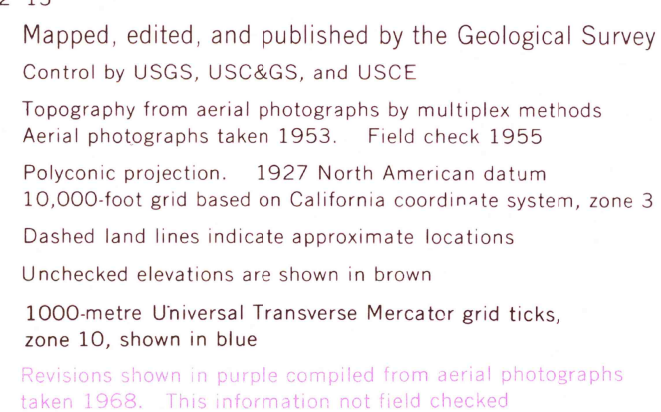 Mapped, edited, and published by the Geological Survey
Control by USGS, USC&GS, and USCE
Topography from aerial photographs by multiplex methods
Aerial photographs taken 1953. Field check 1955
Polyconic projection. 1927 North American datum
10,000-foot grid based on California coordinate system, zone 3
Dashed land lines indicate approximate locations
Unchecked elevations are shown in brown
1000-metre Universal Transverse Mercator grid ticks,
zone 10, shown in blue
Revisions shown in purple compiled from aerial photographs
taken 1968. This information not field checked